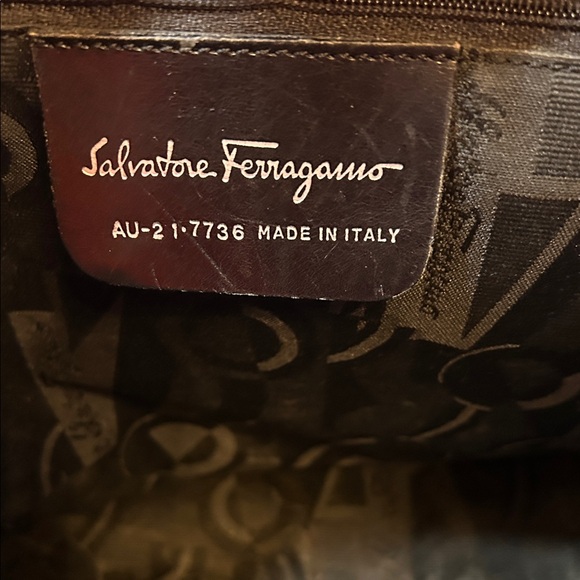 Salvatore Ferragamo
AU-21·7736 MADE IN ITALY